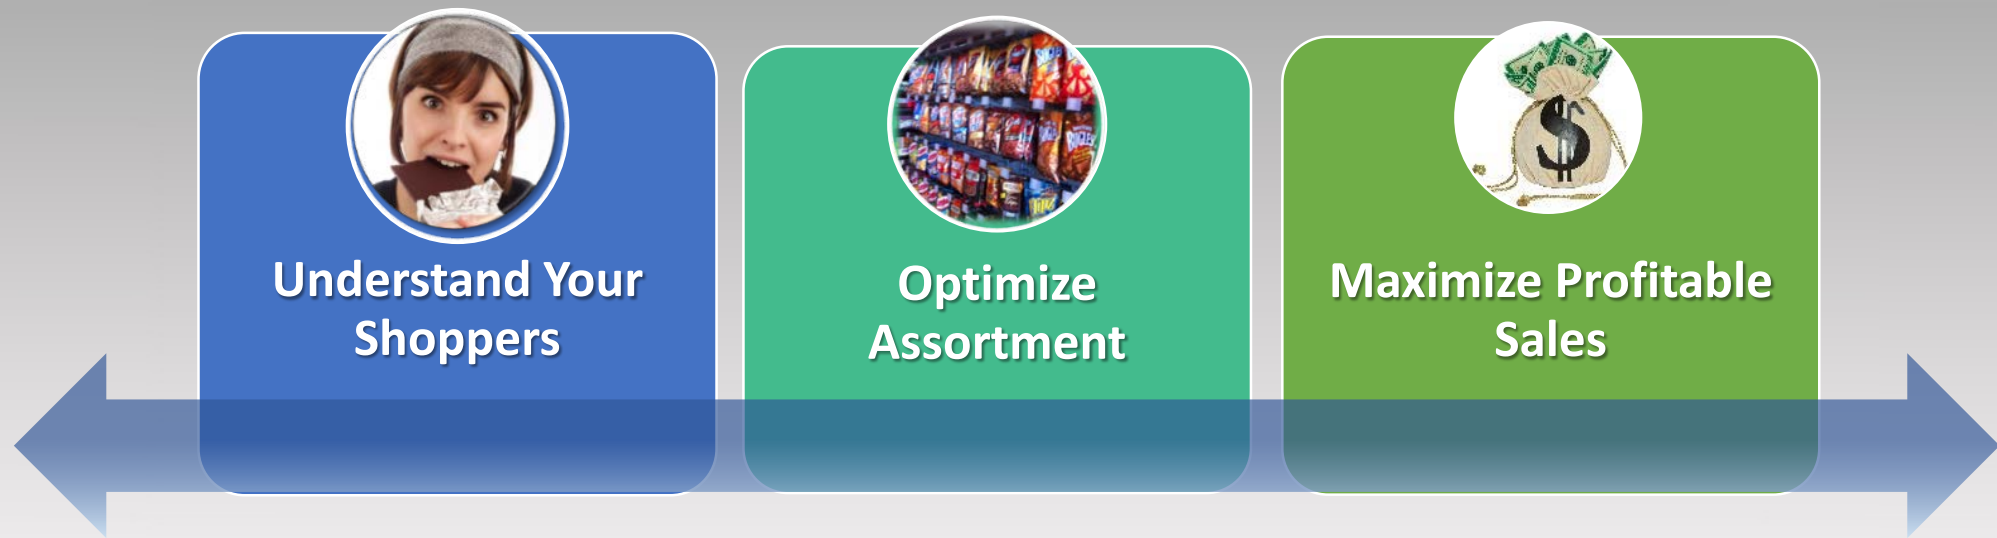 Understand Your
Shoppers
Optimize
Assortment
Maximize Profitable
Sales
$